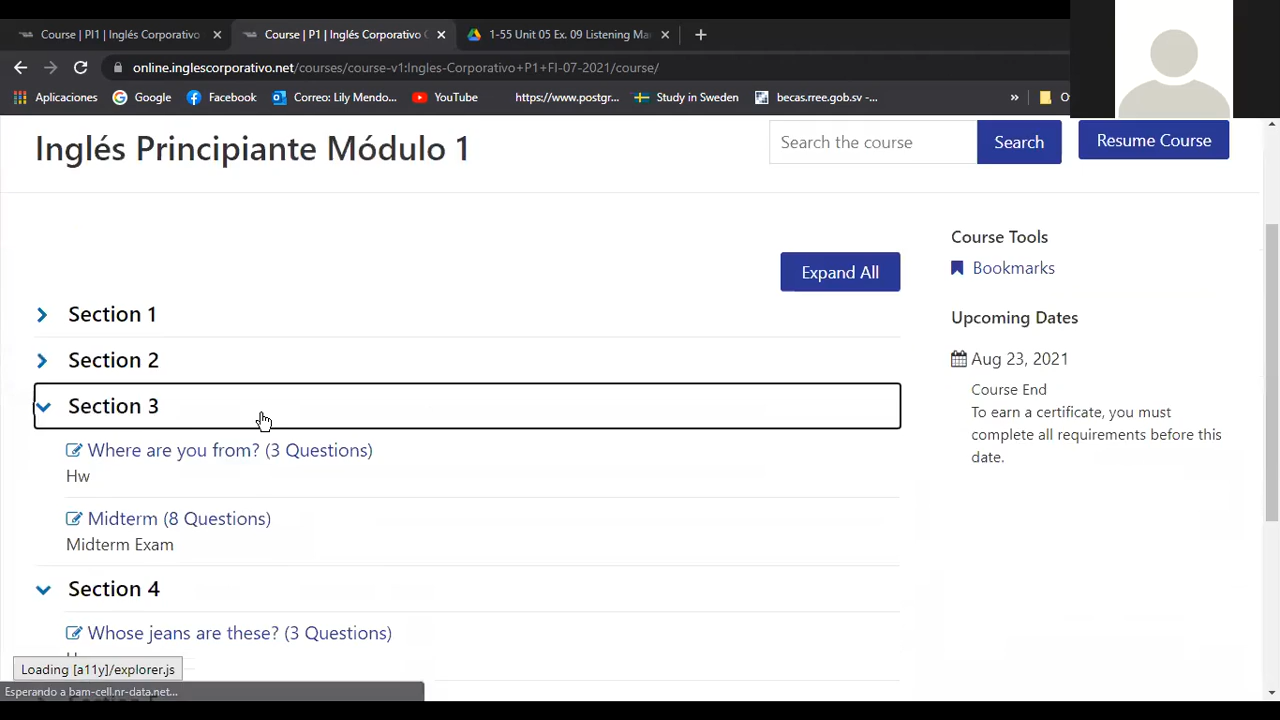 Course | PI1 | Inglés Corporativo
Course | P1 | Inglés Corporativo
1-55 Unit 05 Ex. 09 Listening Ma
online.inglescorporativo.net/courses/course-v1:Ingles-Corporativo+P1+FI-07-2021/course/
Aplicaciones Google Facebook Correo: Lily Mendo... YouTube https://www.postgr... Study in Sweden becas.rree.gob.sv –... »
Inglés Principiante Módulo 1
Search the course Search Resume Course
Course Tools
Bookmarks
Expand All
Section 1
Upcoming Dates
Section 2
Aug 23, 2021
Course End
Section 3
To earn a certificate, you must
complete all requirements before this
date.
Where are you from? (3 Questions)
Hw
Midterm (8 Questions)
Midterm Exam
Section 4
Whose jeans are these? (3 Questions)
Loading [a11y]/explorer.js
Esperando a bam-cell.nr-data.net...